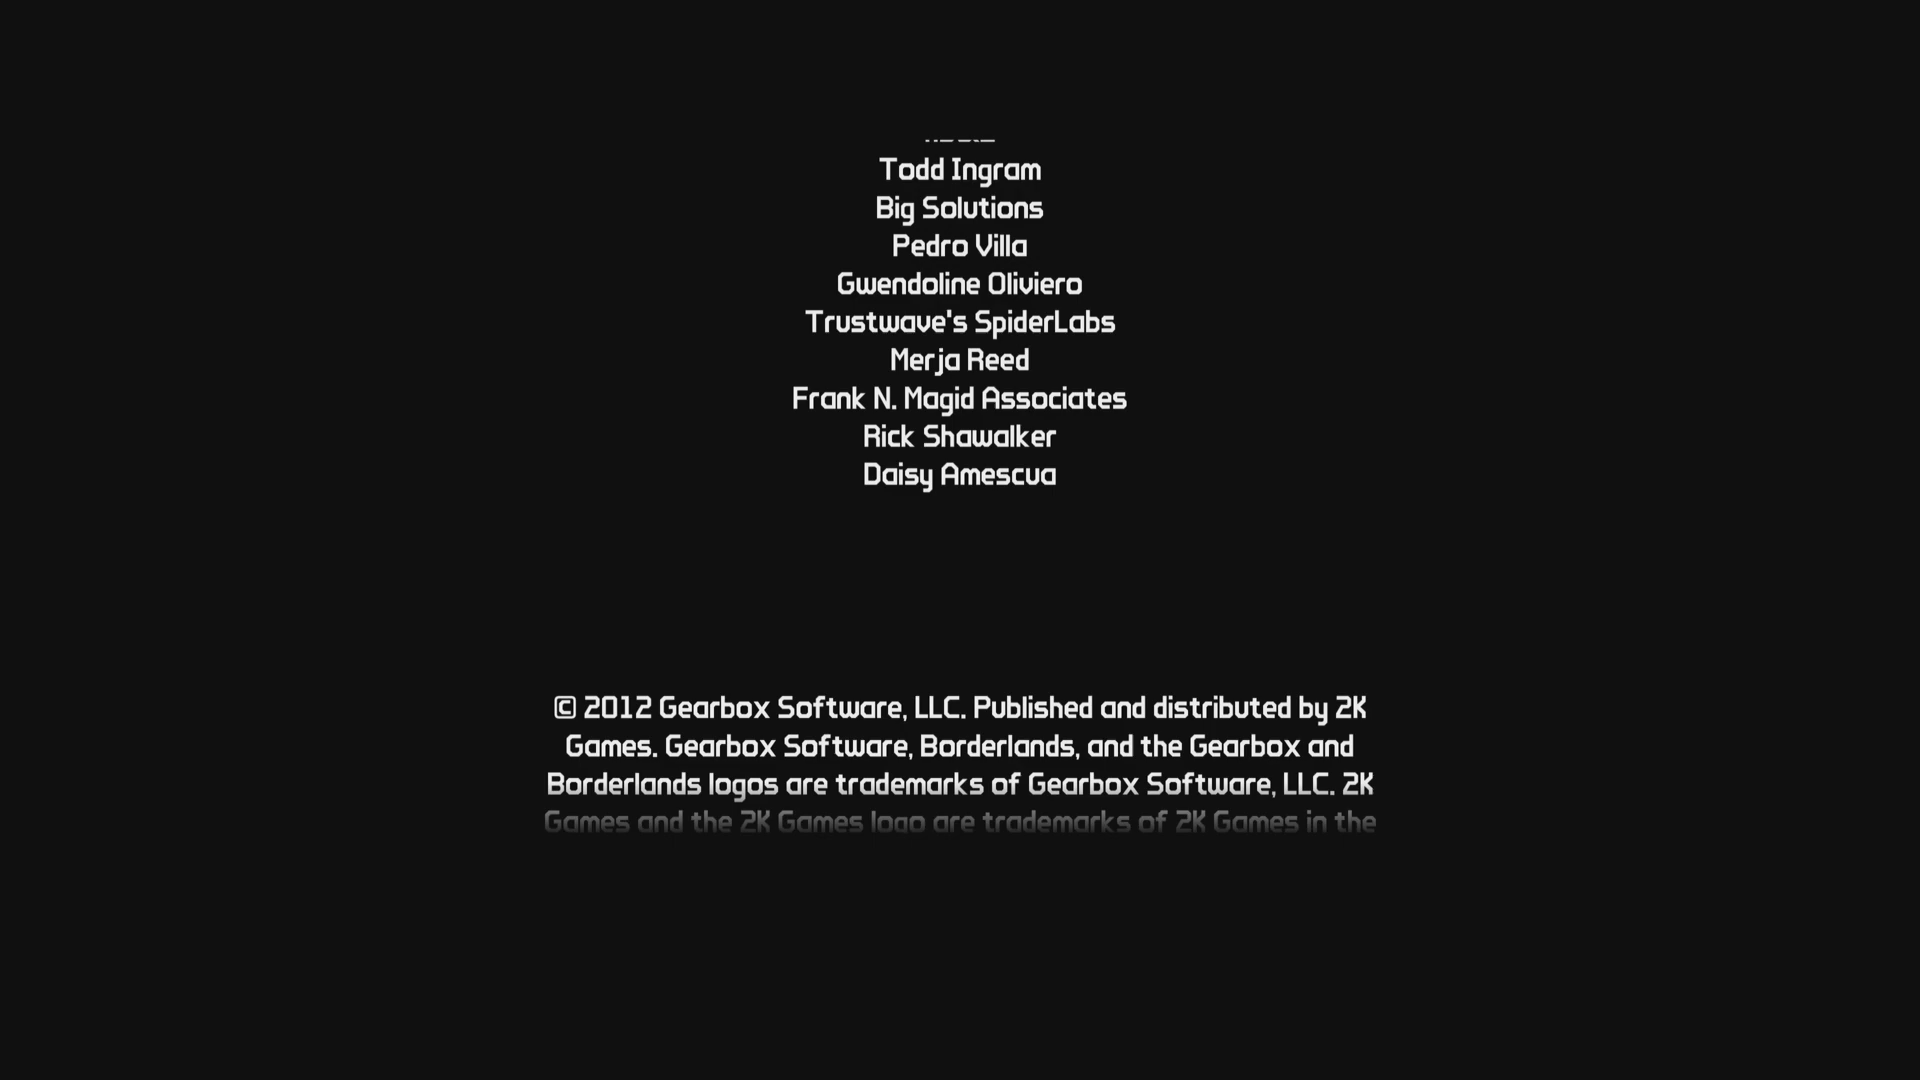 Todd Ingram
Big Solutions
Pedro Villa
Gwendoline Oliviero
Trustwave's SpiderLabs
Merja Reed
Frank N. Magid Associates
Rick Shawalker
Daisy Amescua
© 2012 Gearbox Software, LLC. Published and distributed by 2K
Games. Gearbox Software, Borderlands, and the Gearbox and
Borderlands logos are trademarks of Gearbox Software, LLC. 2K
Games and the 2K Games logo are trademarks of 2K Games in the